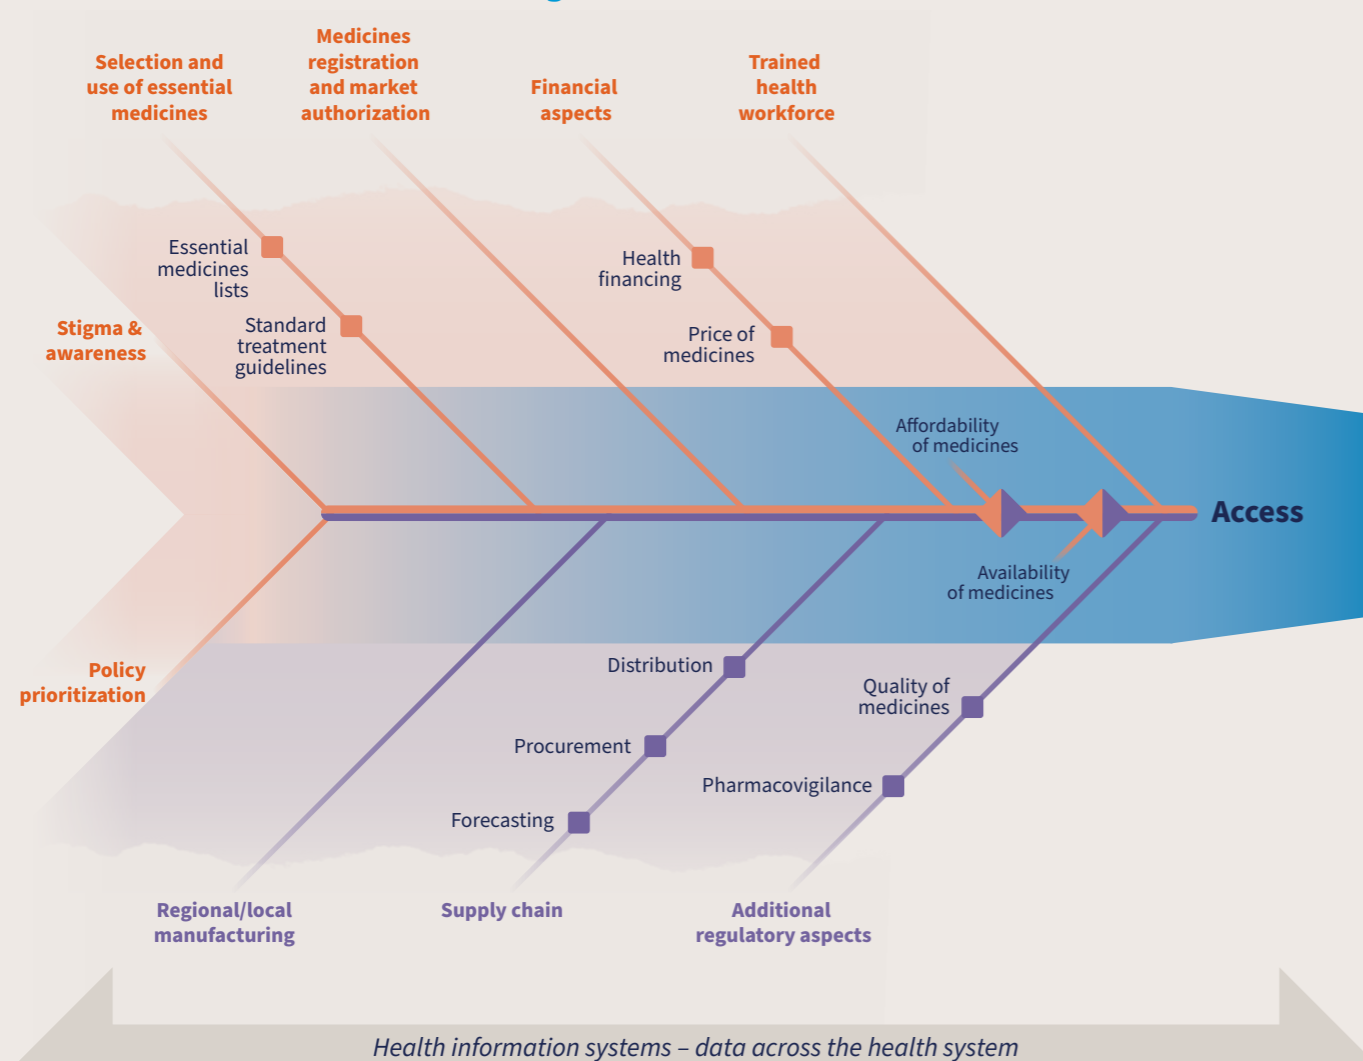 Selection and
use of essential
medicines
Medicines
registration
and market
authorization
Financial
aspects
Trained
health
workforce
Essential
medicines
lists
Standard
treatment
guidelines
Health
financing
Price of
medicines
Stigma &
awareness
Affordability
of medicines
Access
Availability
of medicines
Policy
prioritization
Distribution
Procurement
Forecasting
Quality of
medicines
Pharmacovigilance
Regional/local
manufacturing
Supply chain
Additional
regulatory aspects
Health information systems – data across the health system